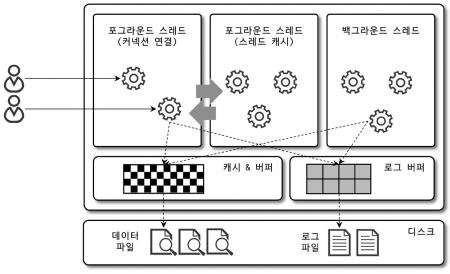 포그라운드 스레드
(커넥션 연결)
포그라운드 스레드
(스레드 캐시)
백그라운드 스레드
캐시 & 버퍼
로그 버퍼
데이터
파일
로그
파일
디스크